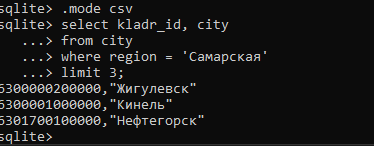 sqlite> .mode csv
sqlite> select kladr_id, city
   ...> from city
   ...> where region = 'Самарская'
   ...> limit 3;
6300000200000,"Жигулевск"
6300001000000,"Кинель"
6301700100000,"Нефтегорск"
sqlite>